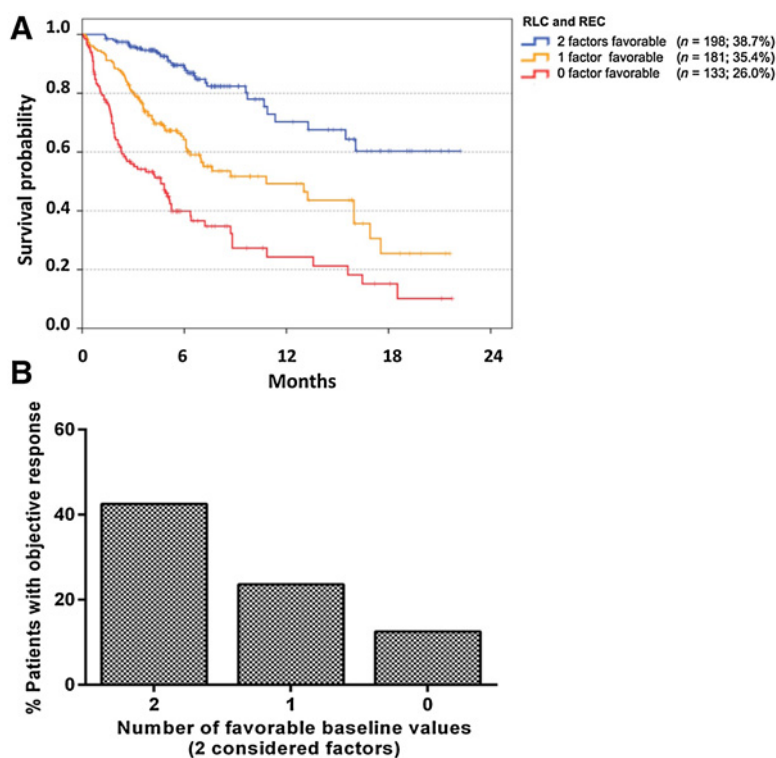 A
RLC and REC
2 factors favorable (n = 198; 38.7%)
1 factor favorable (n = 181; 35.4%)
0 factor favorable (n = 133; 26.0%)
Survival probability
1.0
0.8
0.6
0.4
0.2
0.0
0 6 12 18 24
Months
B
% Patients with objective response
60
40
20
0
2 1 0
Number of favorable baseline values
(2 considered factors)